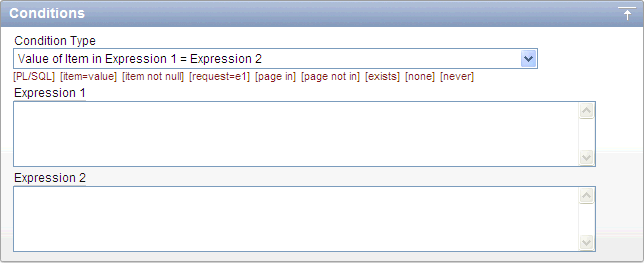 Conditions
Condition Type
Value of Item in Expression 1 = Expression 2
[PL/SQL] [item=value] [item not null] [request=e1] [page in] [page not in] [exists] [none] [never]
Expression 1
Expression 2